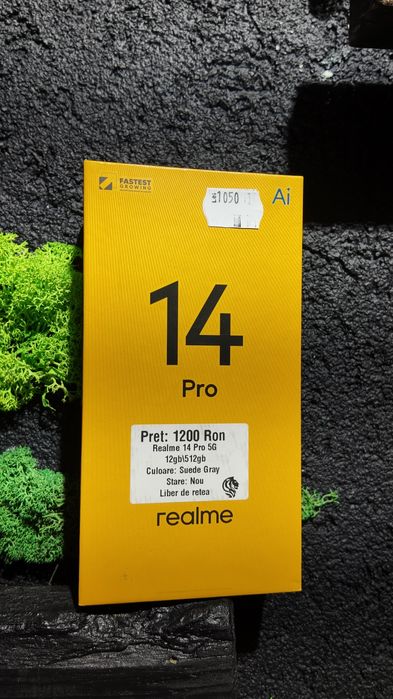 FASTEST
GROWING
1050
Ai
14
Pro
Pret: 1200 Ron
Realme 14 Pro 5G
12gb\512gb
Culoare: Suede Gray
Stare: Nou
Liber de retea
realme